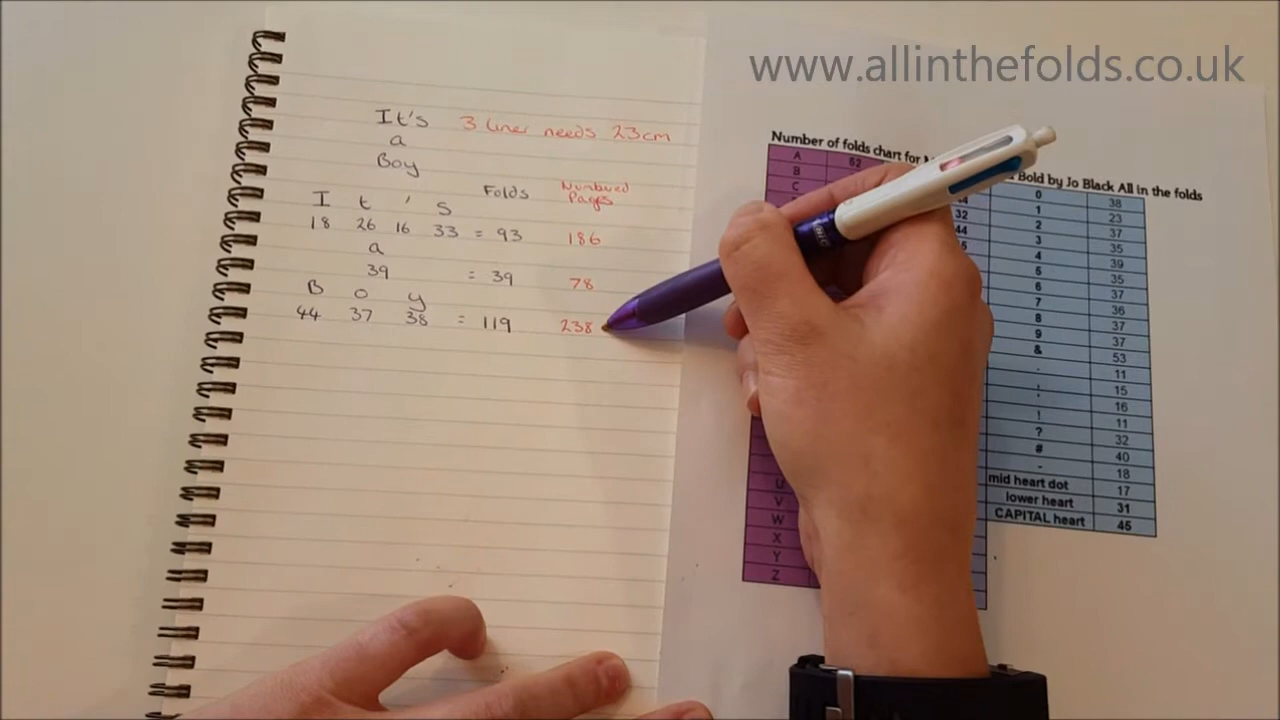 www.allinthefolds.co.uk
It's 3 liner needs 23cm
a
Boy
Folds Numbered Pages
I t ' s
18 26 16 33 = 93 186
a
39 = 39 78
B o y
44 37 38 = 119 238
Number of folds chart for
Bold by Jo Black All in the folds
A 62
B
C
U
V
W
X
Y
Z
32
44
0 38
1 23
2 37
3 35
4 39
5 35
6 37
7 36
8 37
9 37
& 53
. 11
; 15
' 16
! 11
? 32
# 40
- 18
mid heart dot 17
lower heart 31
CAPITAL heart 45